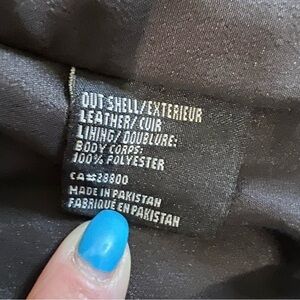 OUT SHELL/EXTERIEUR
LEATHER/CUIR
LINING/DOUBLURE:
BODY CORPS:
100% POLYESTER
CA#28800
MADE IN PAKISTAN
FABRIQUE EN PAKISTAN